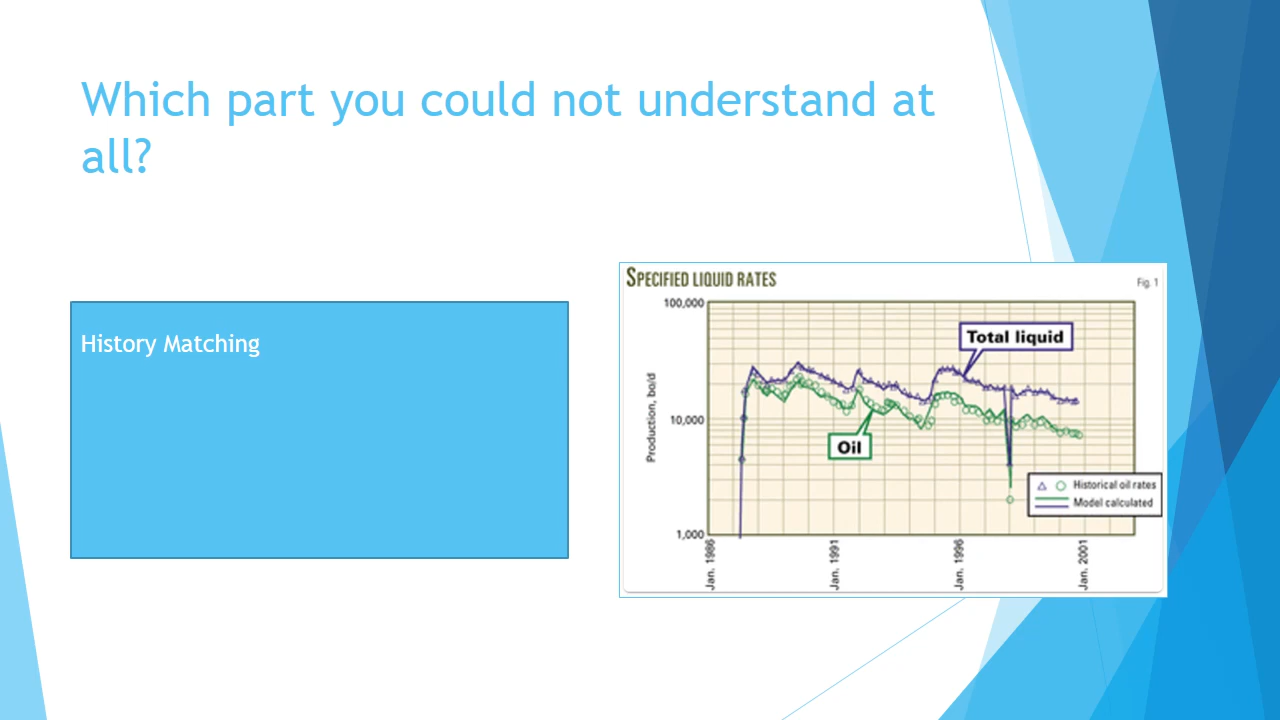 Which part you could not understand at
all?
History Matching
SPECIFIED LIQUID RATES
Fig. 1
100,000
10,000
1,000
Production, bo/d
Total liquid
Oil
Historical oil rates
Model calculated
Jan. 1986
Jan. 1991
Jan. 1996
Jan. 2001